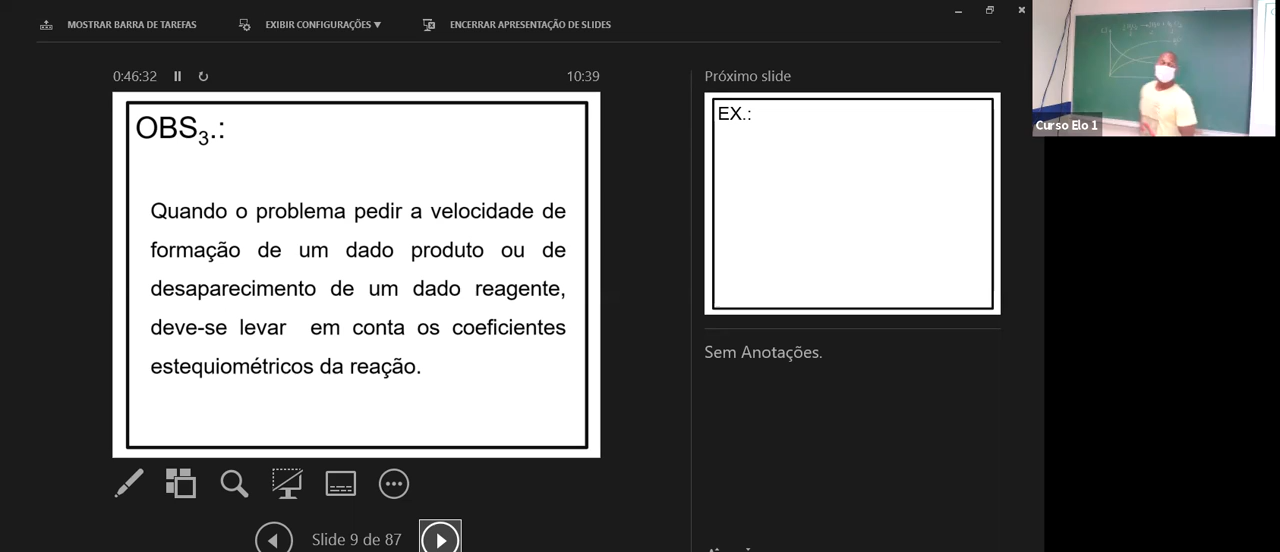 MOSTRAR BARRA DE TAREFAS
EXIBIR CONFIGURAÇÕES ▼
ENCERRAR APRESENTAÇÃO DE SLIDES
0:46:32
10:39
OBS₃.:
Quando o problema pedir a velocidade de
formação de um dado produto ou de
desaparecimento de um dado reagente,
deve-se levar em conta os coeficientes
estequiométricos da reação.
Slide 9 de 87
Próximo slide
EX.:
Sem Anotações.
Curso Elo 1